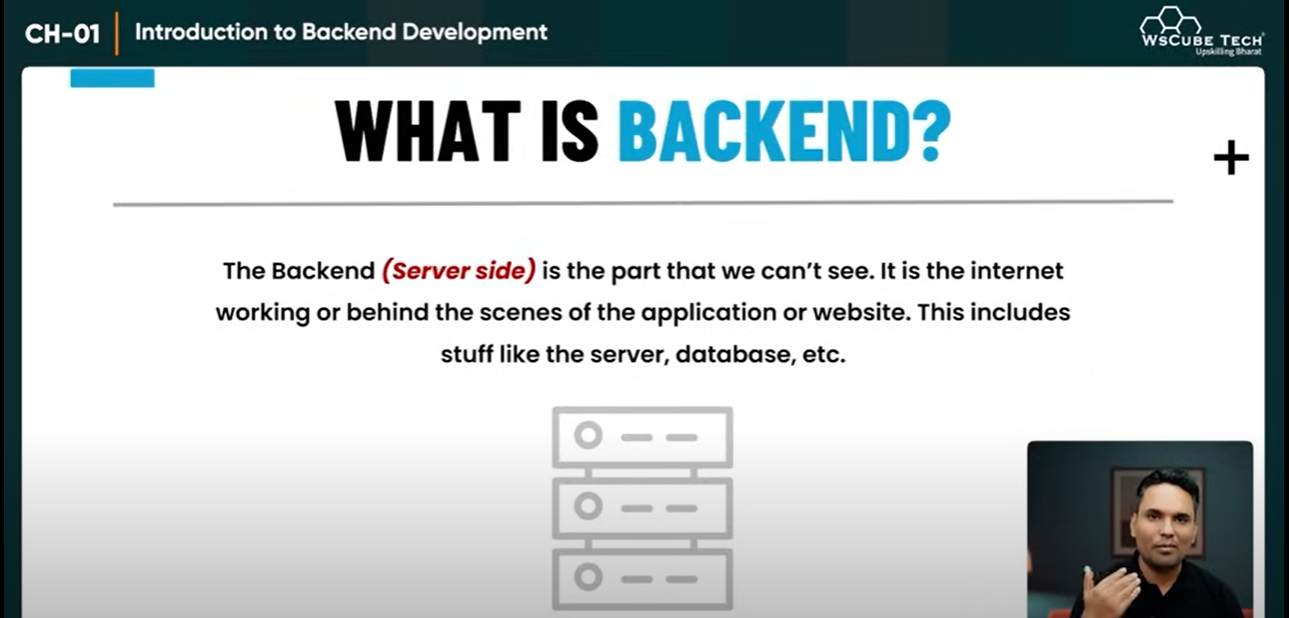 CH-01 Introduction to Backend Development
WSCUBE TECH
Upskilling Bharat
WHAT IS BACKEND?
The Backend (Server side) is the part that we can't see. It is the internet
working or behind the scenes of the application or website. This includes
stuff like the server, database, etc.